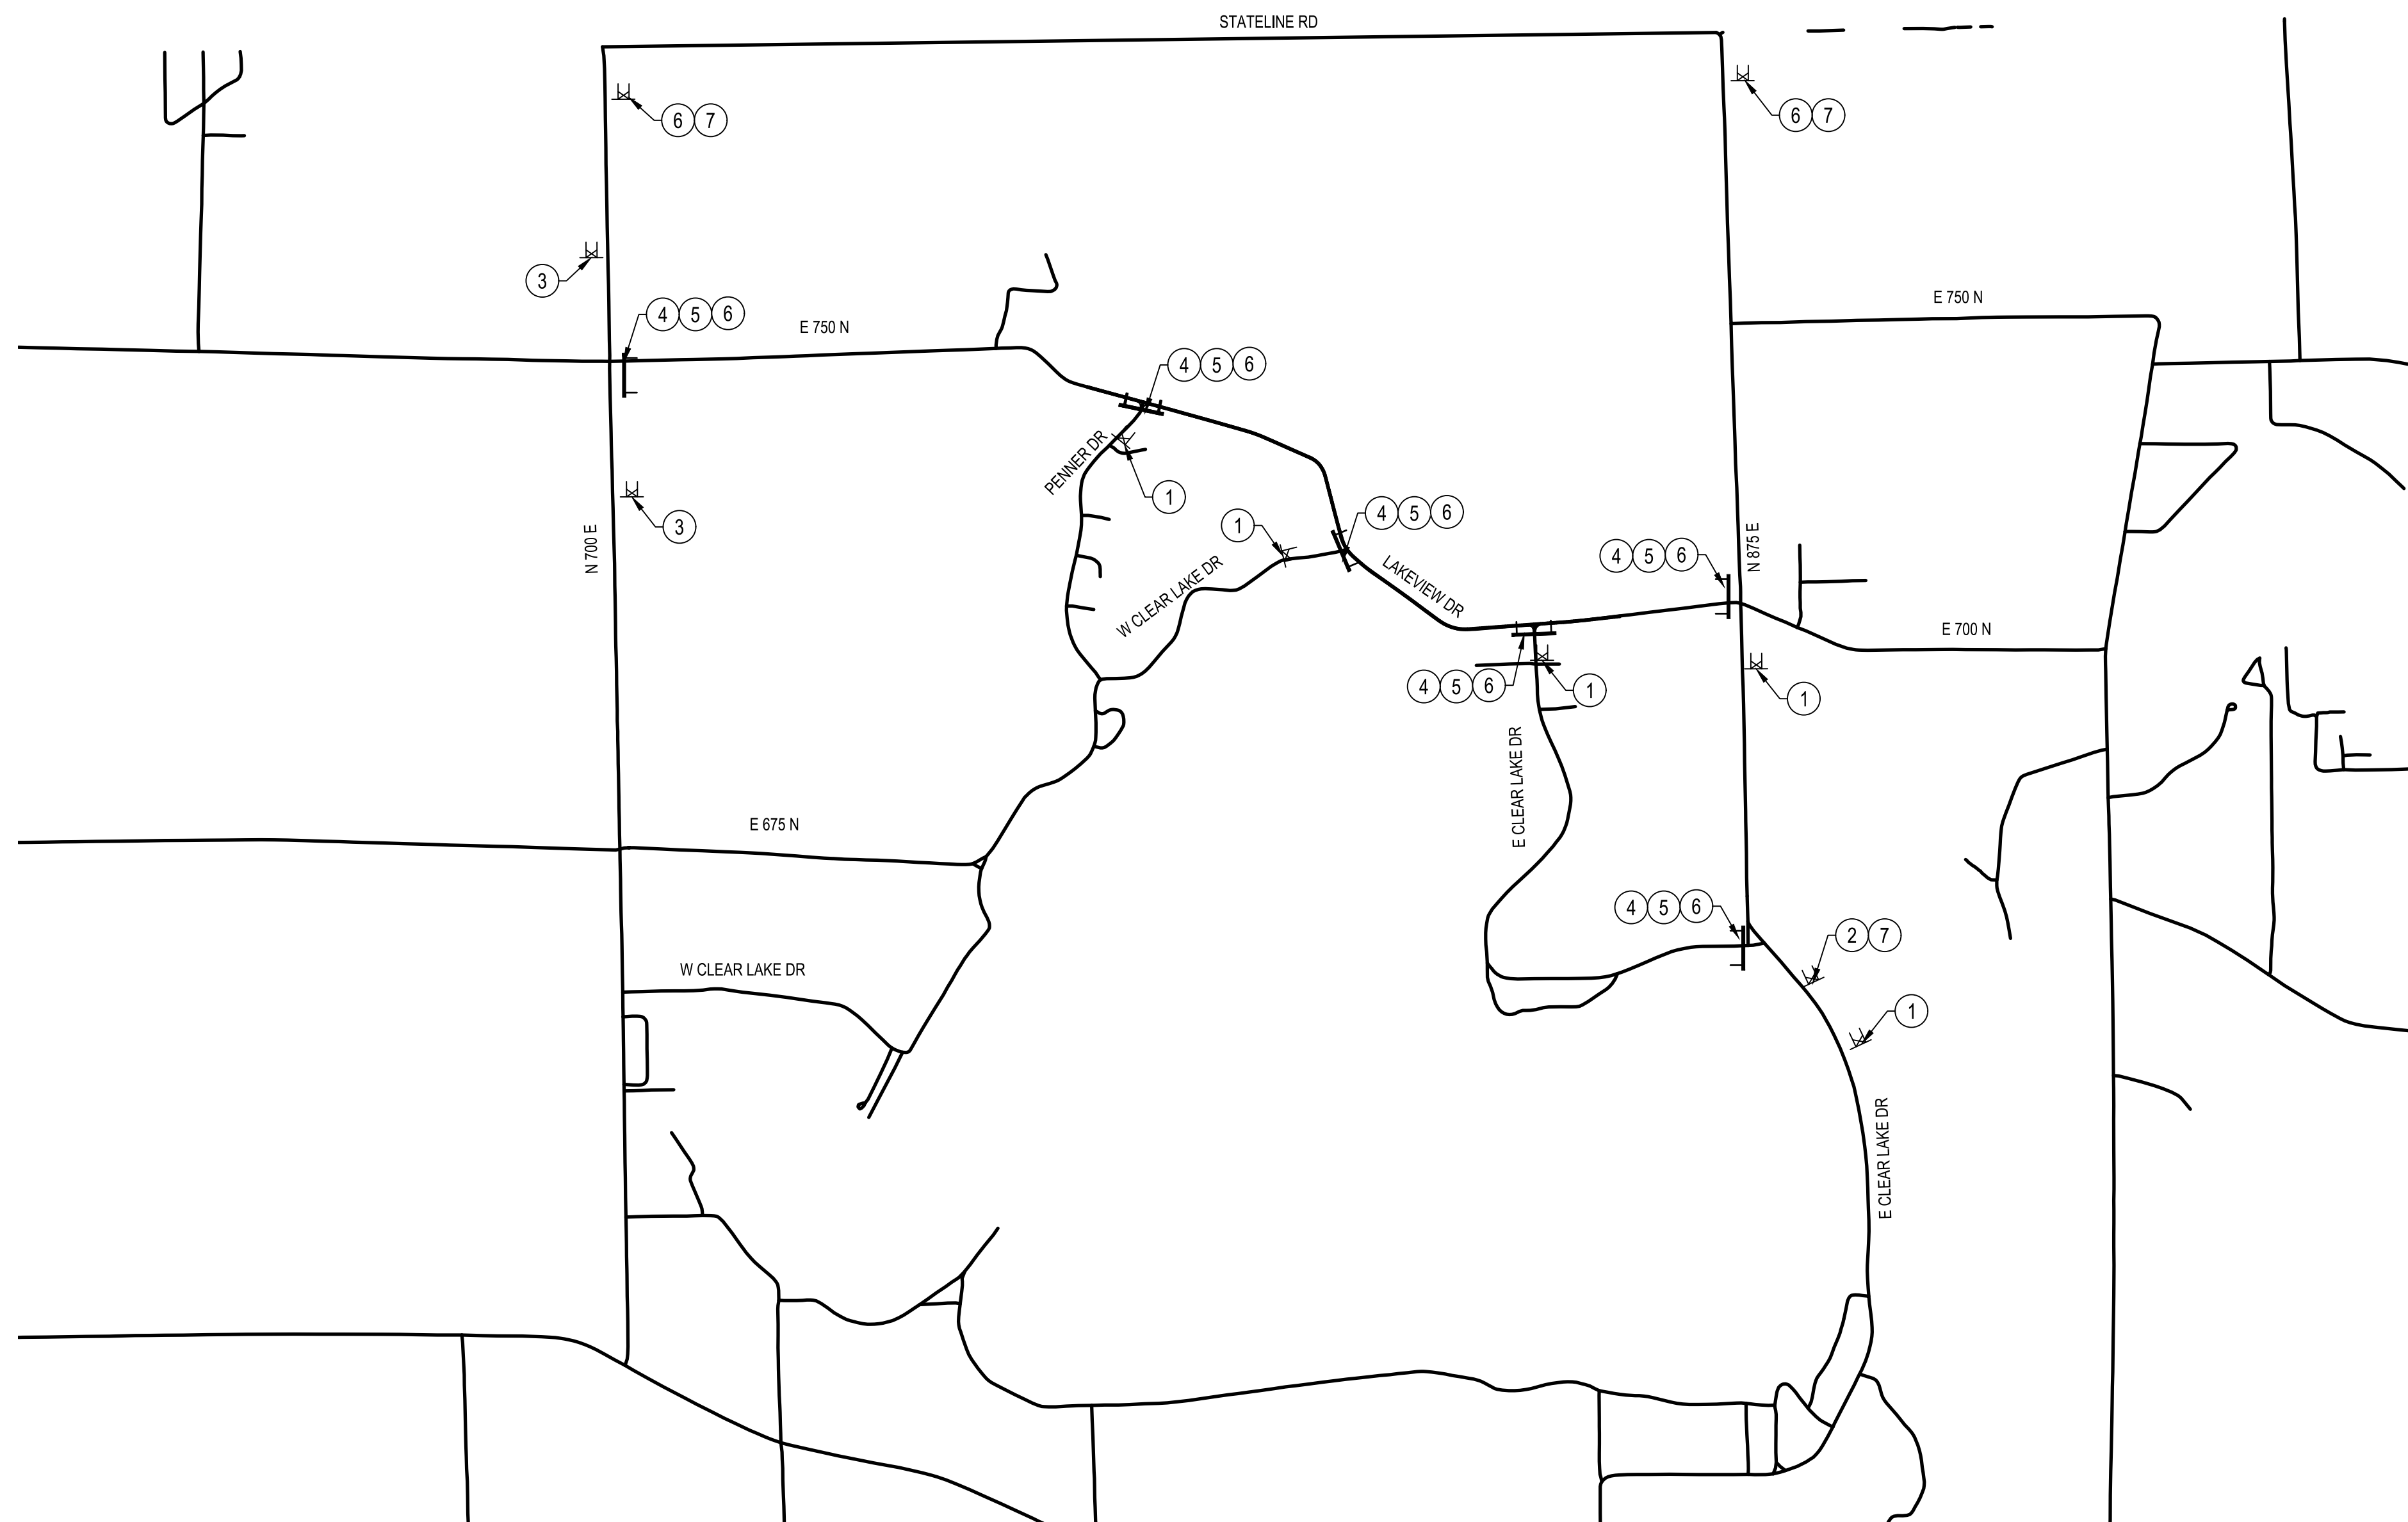 STATELINE RD
6 7
6 7
3
4 5 6
E 750 N
E 750 N
4 5 6
PENNER DR
1
3
N 700 E
1
4 5 6
W CLEAR LAKE DR
LAKEVIEW DR
4 5 6
N 875 E
E 700 N
4 5 6
1
1
E CLEAR LAKE DR
E 675 N
4 5 6
2 7
W CLEAR LAKE DR
1
E CLEAR LAKE DR